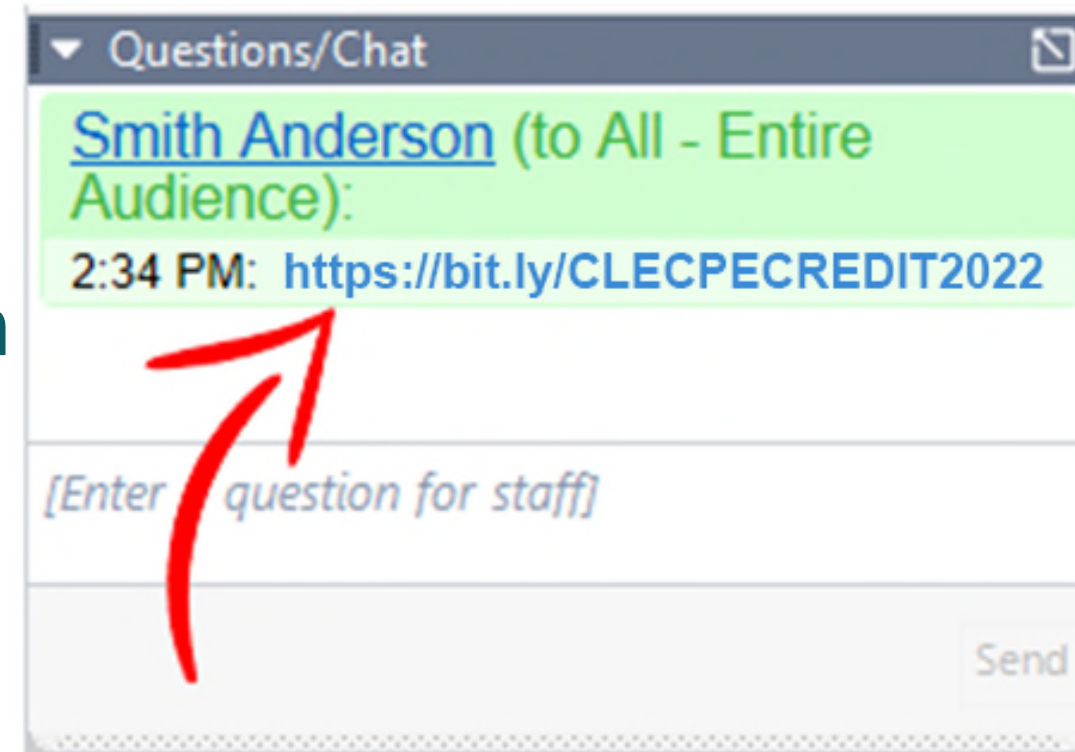 Questions/Chat
Smith Anderson (to All - Entire
Audience):
2:34 PM: https://bit.ly/CLECPECREDIT2022
[Enter question for staff]
Send